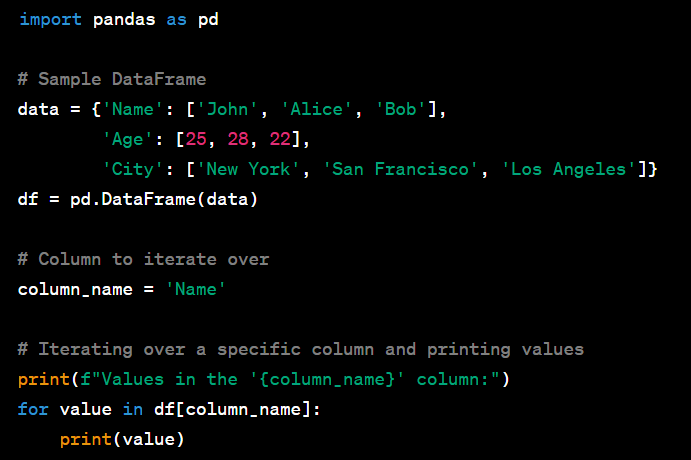 import pandas as pd
# Sample DataFrame
data = {'Name': ['John', 'Alice', 'Bob'],
        'Age': [25, 28, 22],
        'City': ['New York', 'San Francisco', 'Los Angeles']}
df = pd.DataFrame(data)
# Column to iterate over
column_name = 'Name'
# Iterating over a specific column and printing values
print(f"Values in the '{column_name}' column:")
for value in df[column_name]:
    print(value)